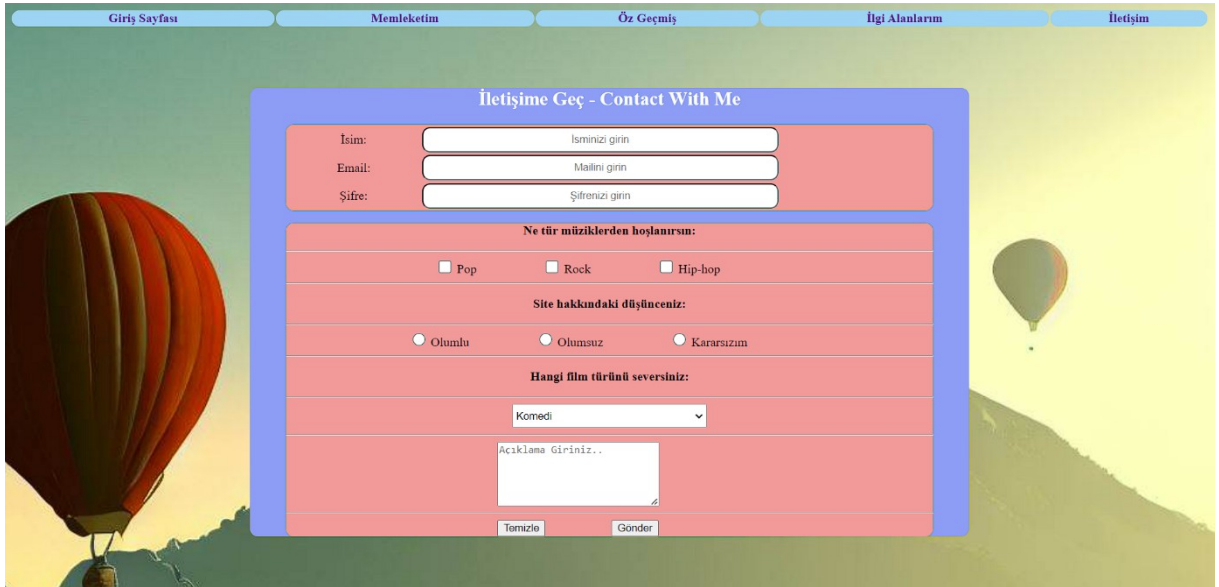 Giriş Sayfası Memleketim Öz Geçmiş İlgi Alanlarım İletişim
İletişime Geç - Contact With Me
İsim: İsminizi girin
Email: Mailini girin
Şifre: Şifrenizi girin
Ne tür müziklerden hoşlanırsın:
Pop Rock Hip-hop
Site hakkındaki düşünceniz:
Olumlu Olumsuz Kararsızım
Hangi film türünü seversiniz:
Komedi
Açıklama Giriniz..
Temizle Gönder